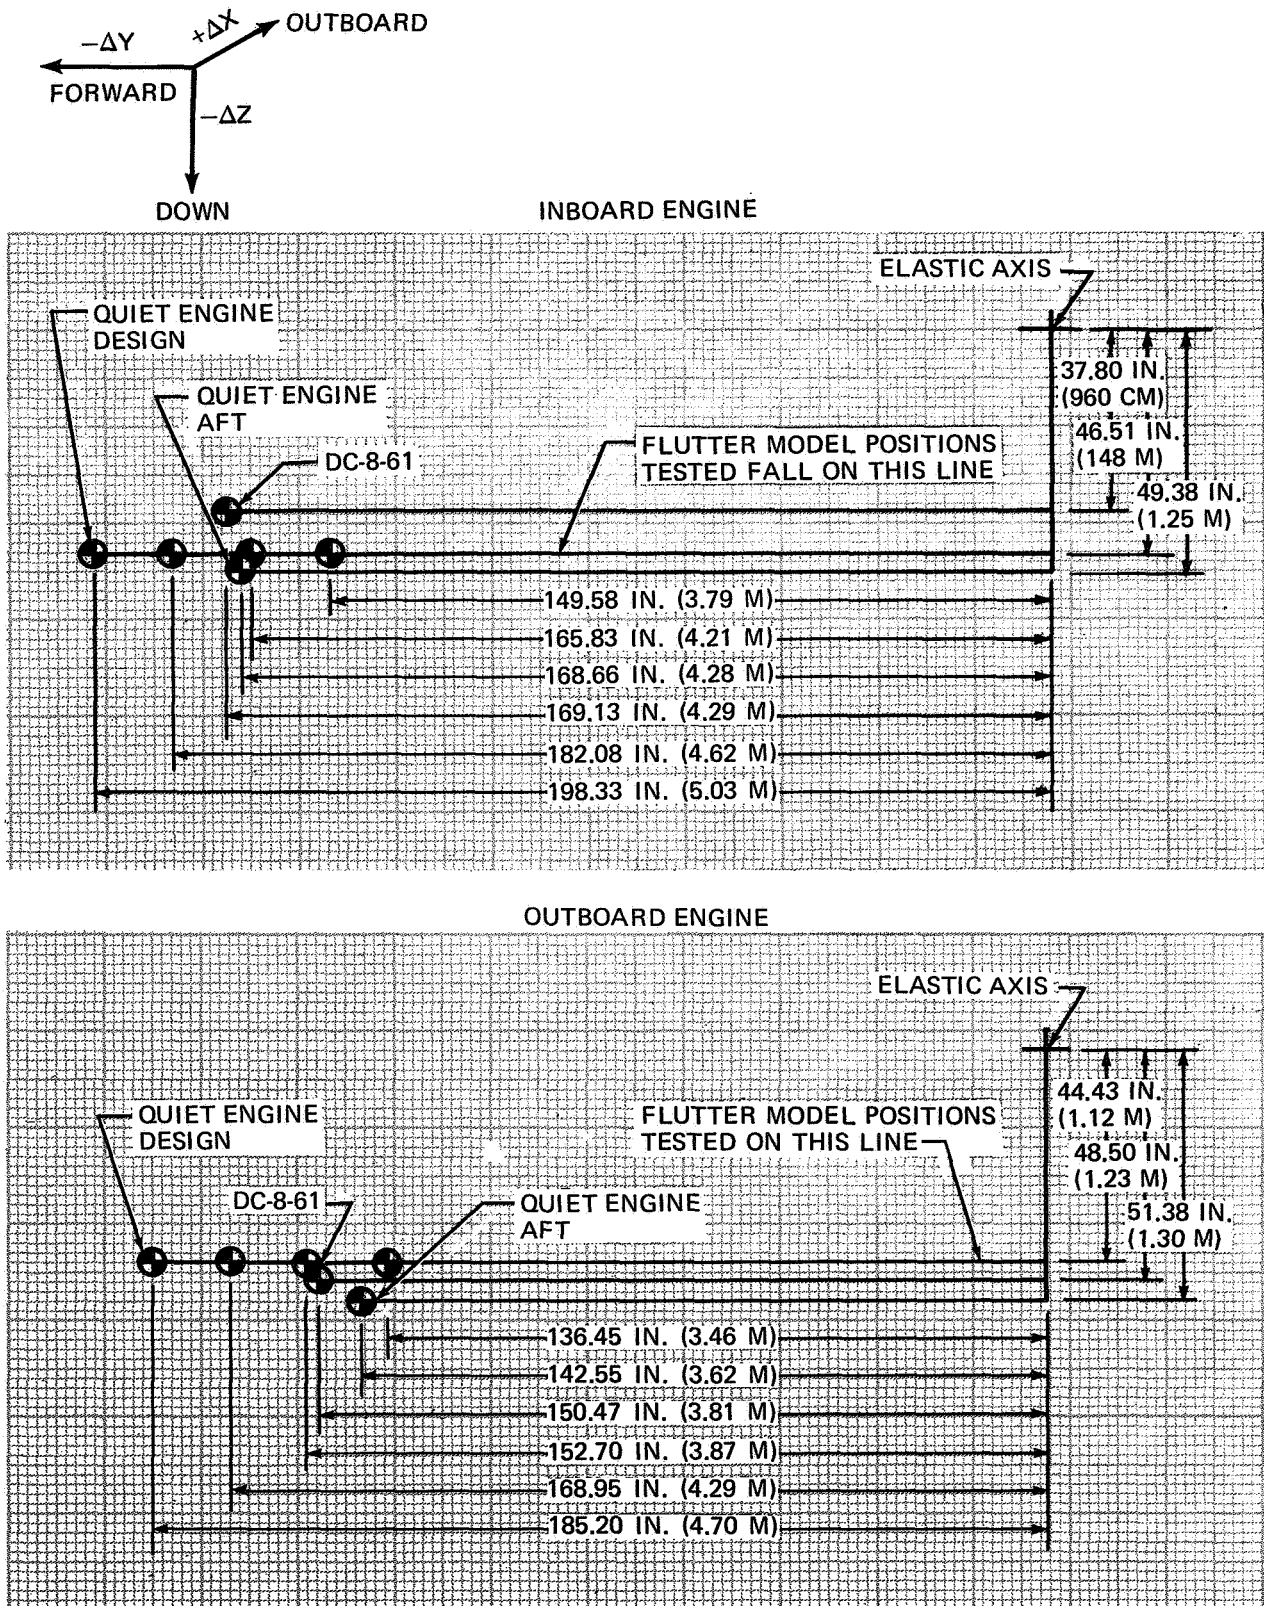 −ΔY
+ΔX
OUTBOARD
FORWARD
−ΔZ
DOWN
INBOARD ENGINE
ELASTIC AXIS
QUIET ENGINE
DESIGN
37.80 IN.
(960 CM)
QUIET ENGINE
AFT
46.51 IN.
(148 M)
FLUTTER MODEL POSITIONS
TESTED FALL ON THIS LINE
DC-8-61
49.38 IN.
(1.25 M)
149.58 IN. (3.79 M)
165.83 IN. (4.21 M)
168.66 IN. (4.28 M)
169.13 IN. (4.29 M)
182.08 IN. (4.62 M)
198.33 IN. (5.03 M)
OUTBOARD ENGINE
ELASTIC AXIS
44.43 IN.
(1.12 M)
QUIET ENGINE
DESIGN
FLUTTER MODEL POSITIONS
TESTED ON THIS LINE
48.50 IN.
(1.23 M)
DC-8-61
QUIET ENGINE
AFT
51.38 IN.
(1.30 M)
136.45 IN. (3.46 M)
142.55 IN. (3.62 M)
150.47 IN. (3.81 M)
152.70 IN. (3.87 M)
168.95 IN. (4.29 M)
185.20 IN. (4.70 M)